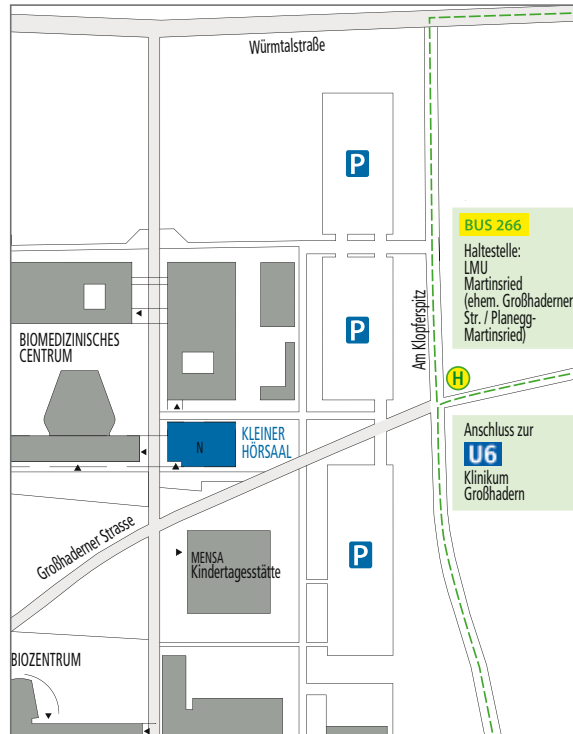 Würmtalstraße
P
BUS 266
Haltestelle:
LMU
Martinsried
(ehem. Großhaderner
Str. / Planegg-
Martinsried)
Am Klopferspitz
P
BIOMEDIZINISCHES
CENTRUM
H
KLEINER
HÖRSAAL
N
Anschluss zur
U6
Klinikum
Großhadern
Großhaderner Strasse
P
MENSA
Kindertagesstätte
BIOZENTRUM